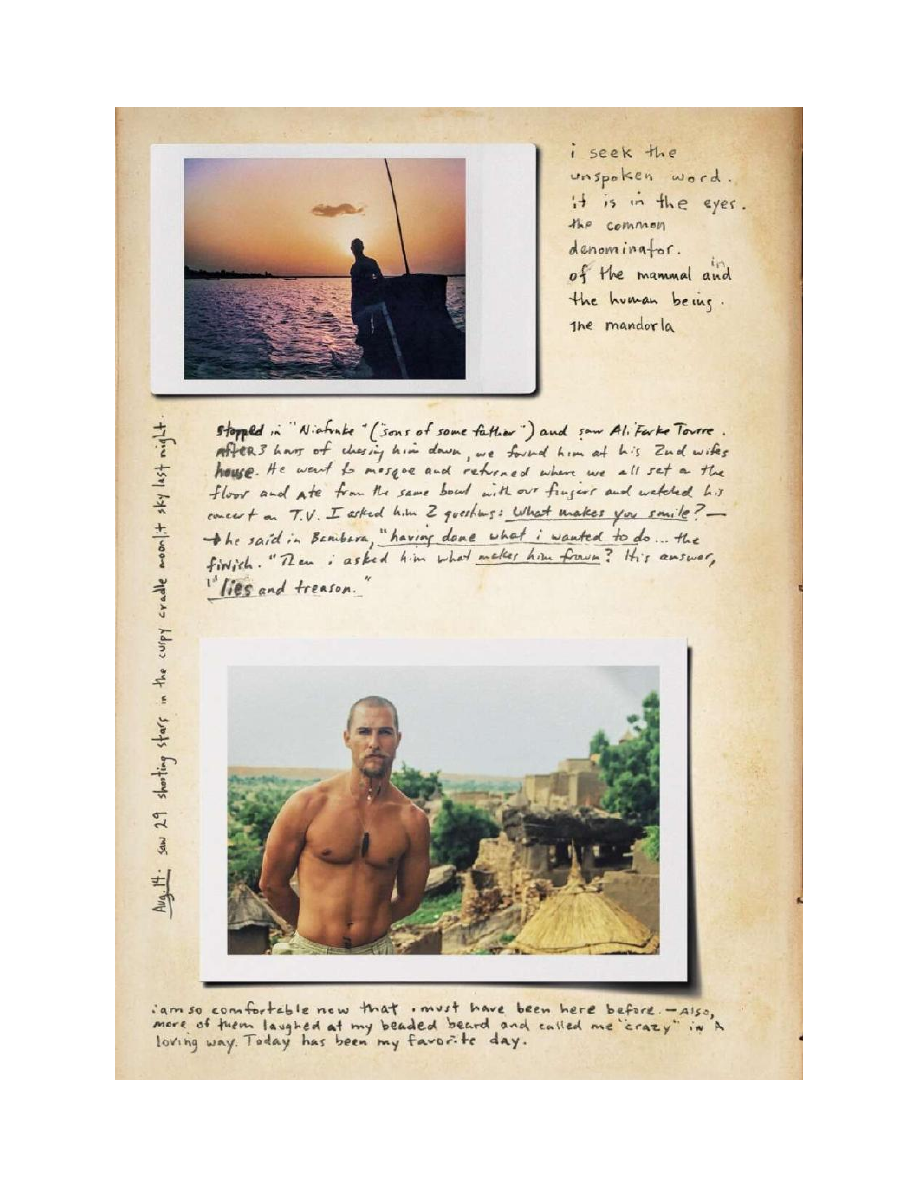 i seek the
unspoken word.
it is in the eyes.
the common
denominator.
of the mammal and in
the human being.
the mandorla
stopped in "Niafunke" ("sons of same father") and saw Ali Farke Tourre.
AfteR 3 hours of chasing him down, we found him at his 2nd wifes
house. He went to mosque and returned where we all set on the
floor and Ate from the same bowl with our fingers and watched his
concert on T.V. I asked him 2 questions: What makes you smile? —
→ he said in Bambara, "having done what i wanted to do... the
finish." Then i asked him what makes him frown? His answer,
"lies and treason."
Aug. 14. saw 29 shooting stars in the cuspy cradle moonlit sky last night.
i am so comfortable now that i must have been here before. — Also,
more of them laughed at my beaded beard and called me "crazy" in A
loving way. Today has been my favorite day.